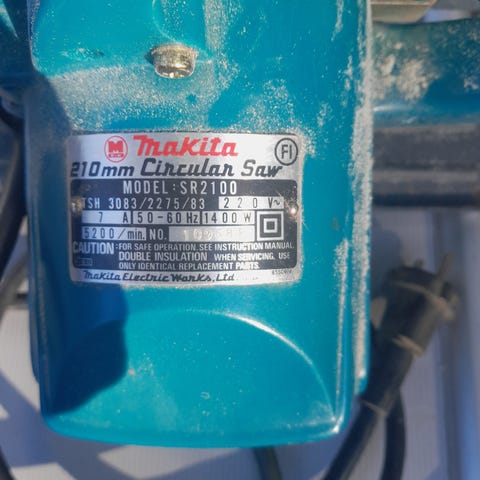 makita
FI
210mm Circular Saw
MODEL:SR2100
TSH 3083/2275/83 220 V~
7 A 50-60Hz 1400 W
5200/min. NO.
CAUTION: FOR SAFE OPERATION. SEE INSTRUCTION MANUAL.
DOUBLE INSULATION WHEN SERVICING, USE
ONLY IDENTICAL REPLACEMENT PARTS.
Makita Electric Works, Ltd.